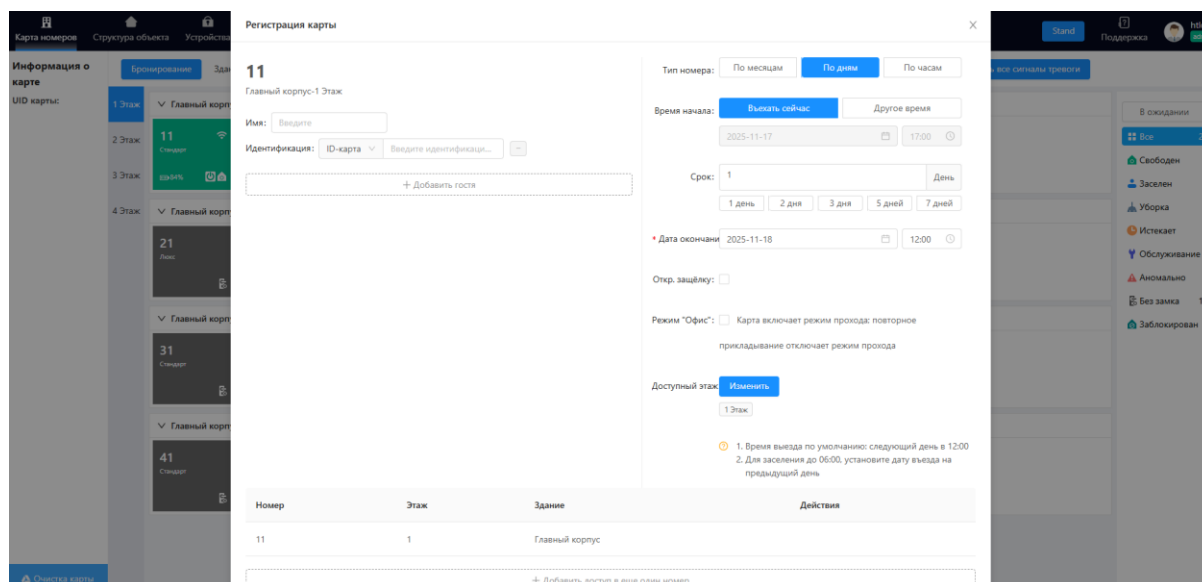 Карта номеров
Структура объекта
Устройства
Stand
Поддержка
Информация о
карте
UID карты:
Бронирование
1 Этаж
2 Этаж
3 Этаж
4 Этаж
Главный
11
Стандарт
Главный
21
Люкс
Главный
31
Стандарт
Главный
41
Стандарт
Очистка карты
Регистрация карты
11
Главный корпус-1 Этаж
Имя: Введите
Идентификация: ID-карта Введите идентификаци...
+ Добавить гостя
Тип номера: По месяцам По дням По часам
Время начала: Въехать сейчас Другое время
2025-11-17 17:00
Срок: 1 День
1 день 2 дня 3 дня 5 дней 7 дней
* Дата окончани 2025-11-18 12:00
Откр. защёлку:
Режим "Офис": Карта включает режим прохода: повторное
прикладывание отключает режим прохода
Доступный этаж Изменить
1 Этаж
1. Время выезда по умолчанию: следующий день в 12:00
2. Для заселения до 06:00, установите дату въезда на
предыдущий день
Номер Этаж Здание Действия
11 1 Главный корпус
+ Добавить доступ в еще один номер
все сигналы тревоги
В ожидании
Все
Свободен
Заселен
Уборка
Истекает
Обслуживание
Аномально
Без замка
Заблокирован